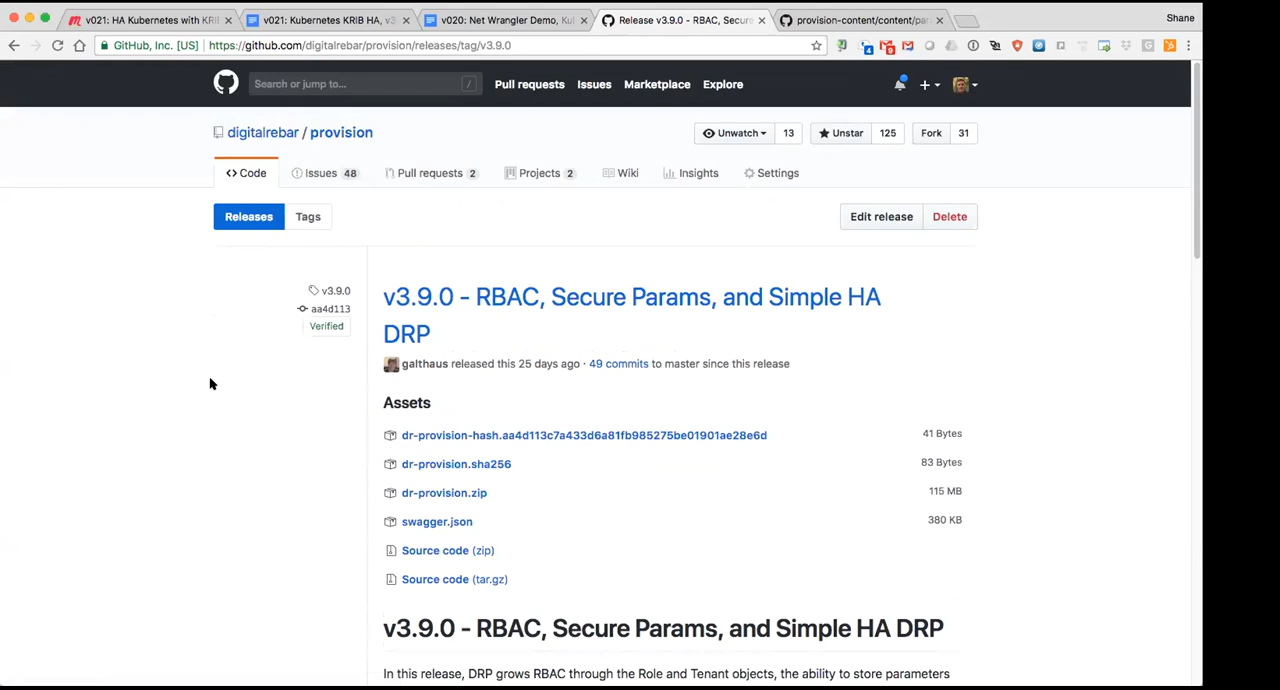 v021: HA Kubernetes with KRI
v021: Kubernetes KRIB HA, v3
v020: Net Wrangler Demo, Ku
Release v3.9.0 - RBAC, Secure
provision-content/content/par
Shane
GitHub, Inc. [US]
https://github.com/digitalrebar/provision/releases/tag/v3.9.0
Search or jump to...
/
Pull requests
Issues
Marketplace
Explore
digitalrebar / provision
Unwatch
13
Unstar
125
Fork
31
Code
Issues 48
Pull requests 2
Projects 2
Wiki
Insights
Settings
Releases
Tags
Edit release
Delete
v3.9.0
aa4d113
Verified
v3.9.0 - RBAC, Secure Params, and Simple HA
DRP
galthaus released this 25 days ago · 49 commits to master since this release
Assets
dr-provision-hash.aa4d113c7a433d6a81fb985275be01901ae28e6d 41 Bytes
dr-provision.sha256 83 Bytes
dr-provision.zip 115 MB
swagger.json 380 KB
Source code (zip)
Source code (tar.gz)
v3.9.0 - RBAC, Secure Params, and Simple HA DRP
In this release, DRP grows RBAC through the Role and Tenant objects, the ability to store parameters